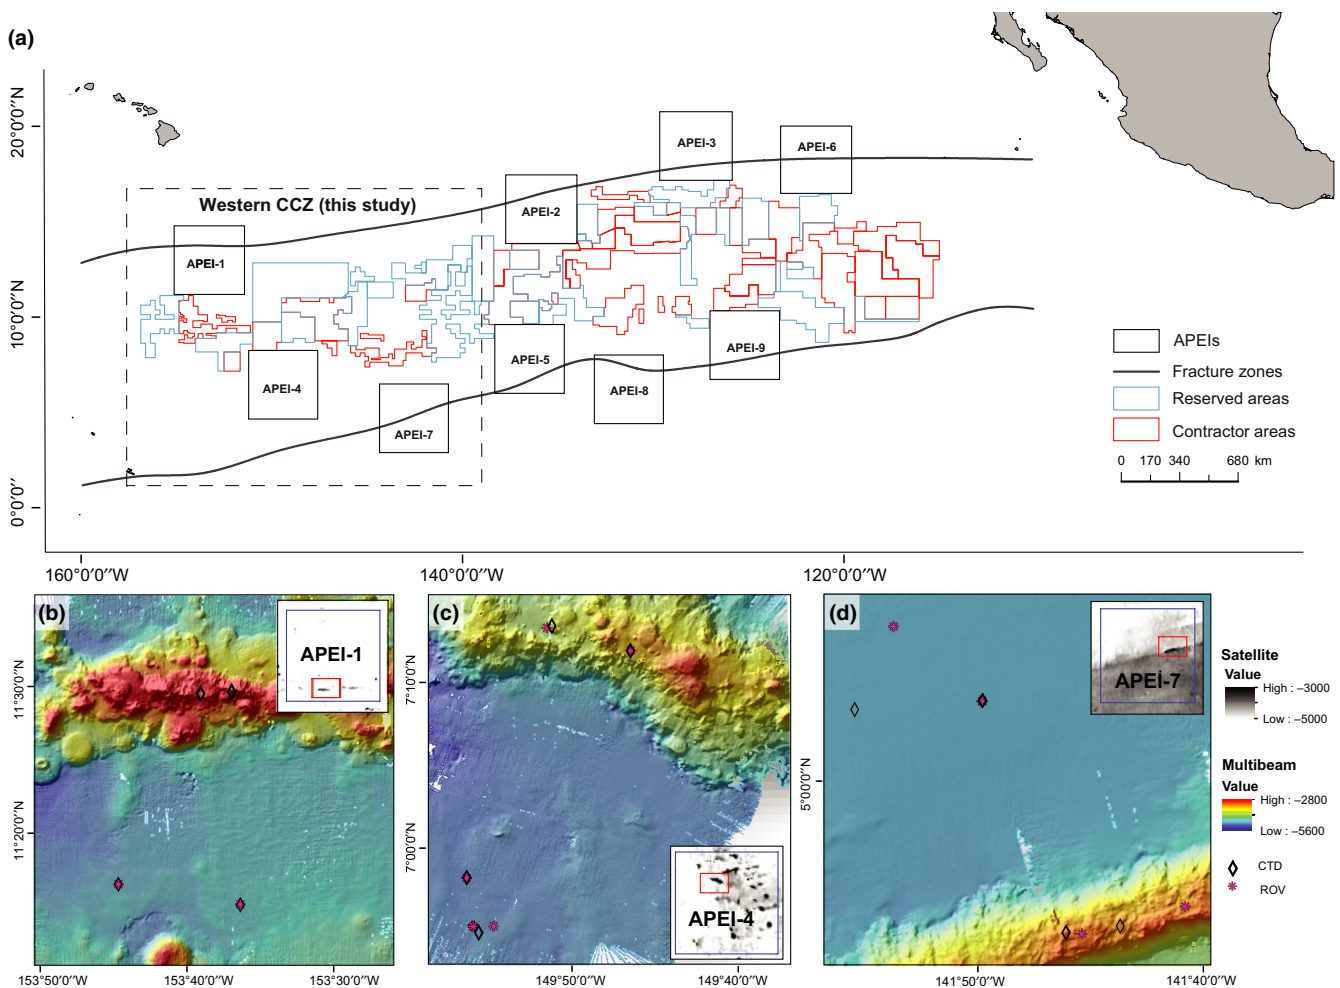 (a)
20°0'0"N
10°0'0"N
0°0'0"
Western CCZ (this study)
APEI-1
APEI-2
APEI-3
APEI-6
APEI-4
APEI-7
APEI-5
APEI-8
APEI-9
APEIs
Fracture zones
Reserved areas
Contractor areas
0 170 340 680 km
160°0'0"W
140°0'0"W
120°0'0"W
(b)
APEI-1
11°30'0"N
11°20'0"N
153°50'0"W
153°40'0"W
153°30'0"W
(c)
7°10'0"N
7°00'0"N
APEI-4
149°50'0"W
149°40'0"W
(d)
APEI-7
5°00'0"N
141°50'0"W
141°40'0"W
Satellite
Value
High : –3000
Low : –5000
Multibeam
Value
High : –2800
Low : –5600
CTD
ROV